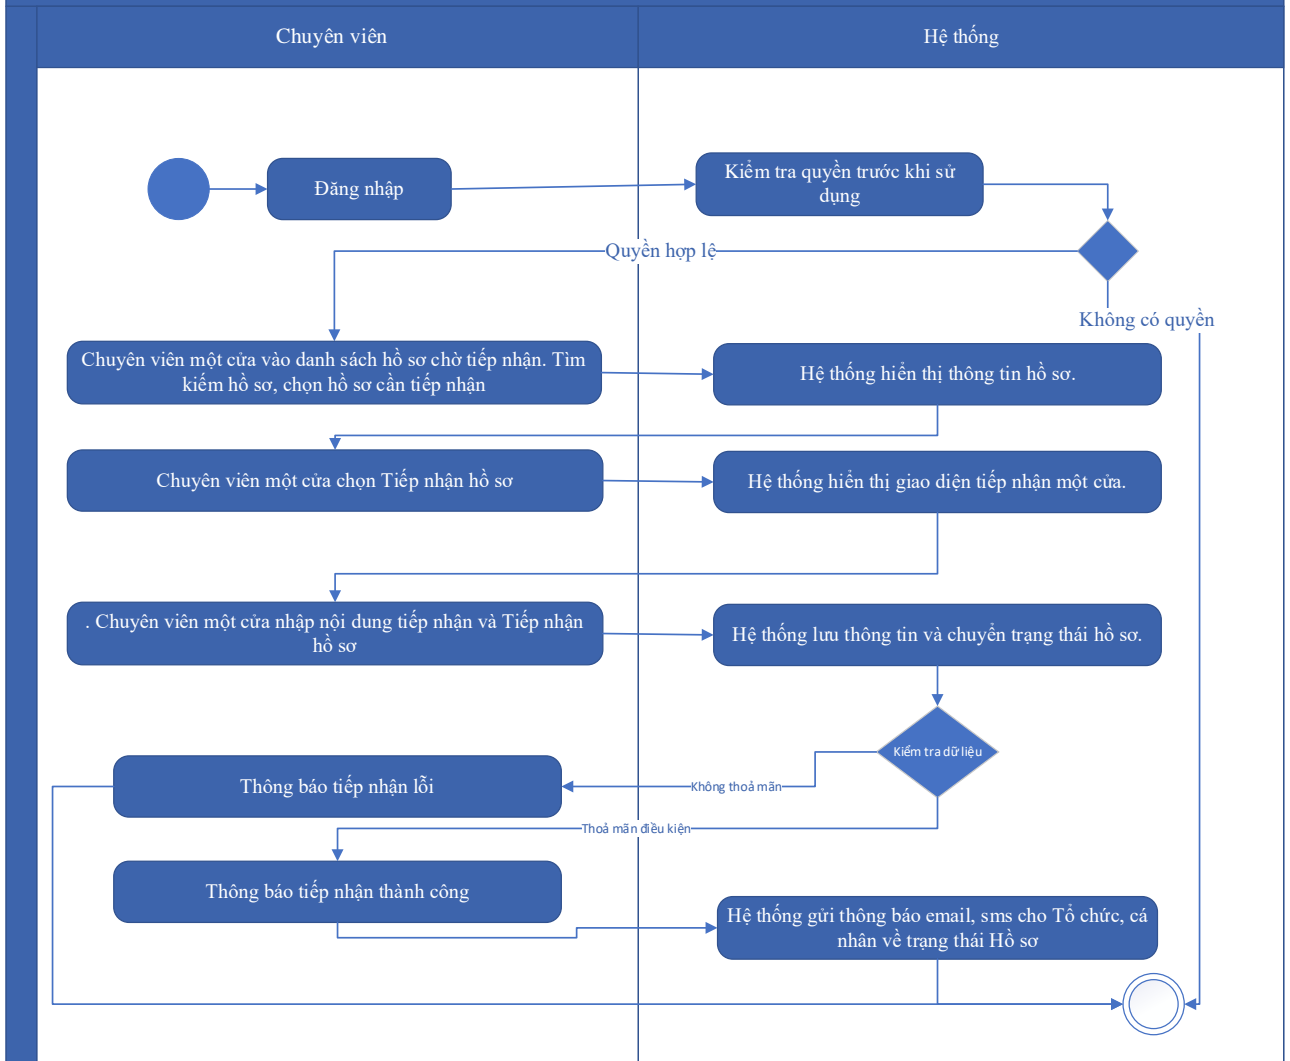 Chuyên viên
Hệ thống
Đăng nhập
Kiểm tra quyền trước khi sử
dụng
Quyền hợp lệ
Không có quyền
Chuyên viên một cửa vào danh sách hồ sơ chờ tiếp nhận. Tìm
kiếm hồ sơ, chọn hồ sơ cần tiếp nhận
Hệ thống hiển thị thông tin hồ sơ.
Chuyên viên một cửa chọn Tiếp nhận hồ sơ
Hệ thống hiển thị giao diện tiếp nhận một cửa.
. Chuyên viên một cửa nhập nội dung tiếp nhận và Tiếp nhận
hồ sơ
Hệ thống lưu thông tin và chuyển trạng thái hồ sơ.
Kiểm tra dữ liệu
Thông báo tiếp nhận lỗi
Không thoả mãn
Thoả mãn điều kiện
Thông báo tiếp nhận thành công
Hệ thống gửi thông báo email, sms cho Tổ chức, cá
nhân về trạng thái Hồ sơ